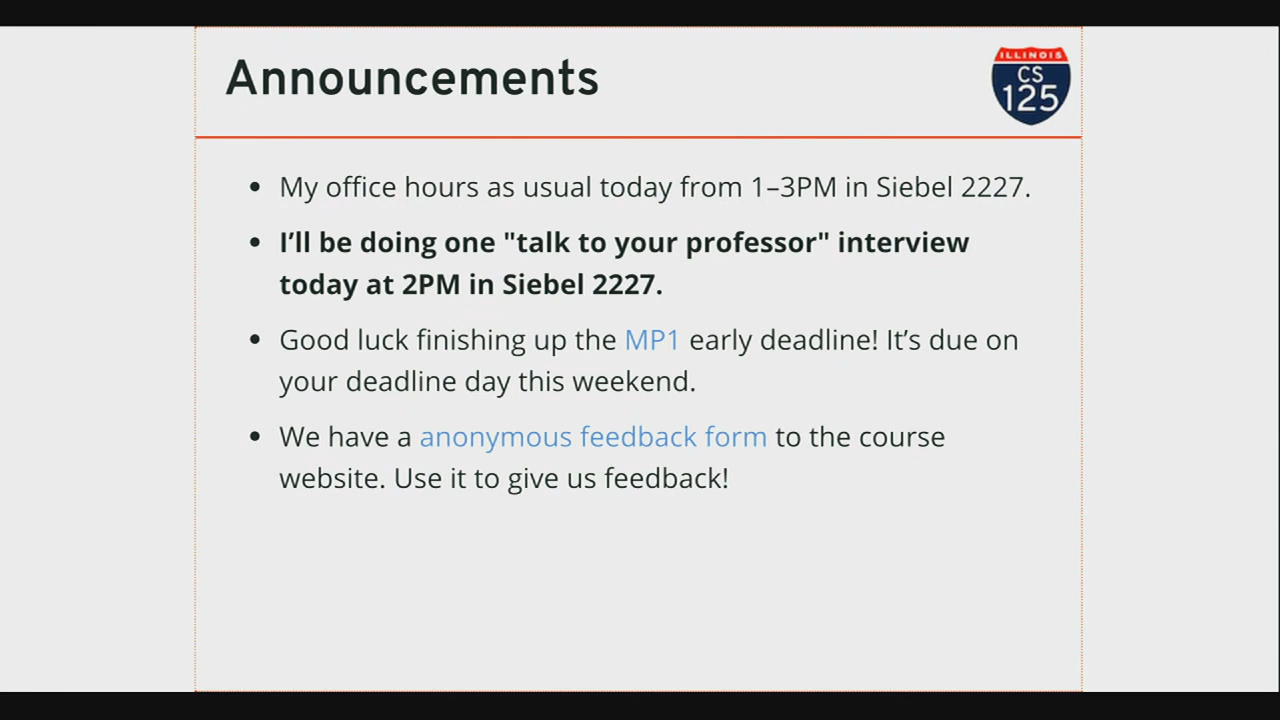 Announcements
ILLINOIS
CS
125
• My office hours as usual today from 1–3PM in Siebel 2227.
• I’ll be doing one "talk to your professor" interview
today at 2PM in Siebel 2227.
• Good luck finishing up the MP1 early deadline! It’s due on
your deadline day this weekend.
• We have a anonymous feedback form to the course
website. Use it to give us feedback!